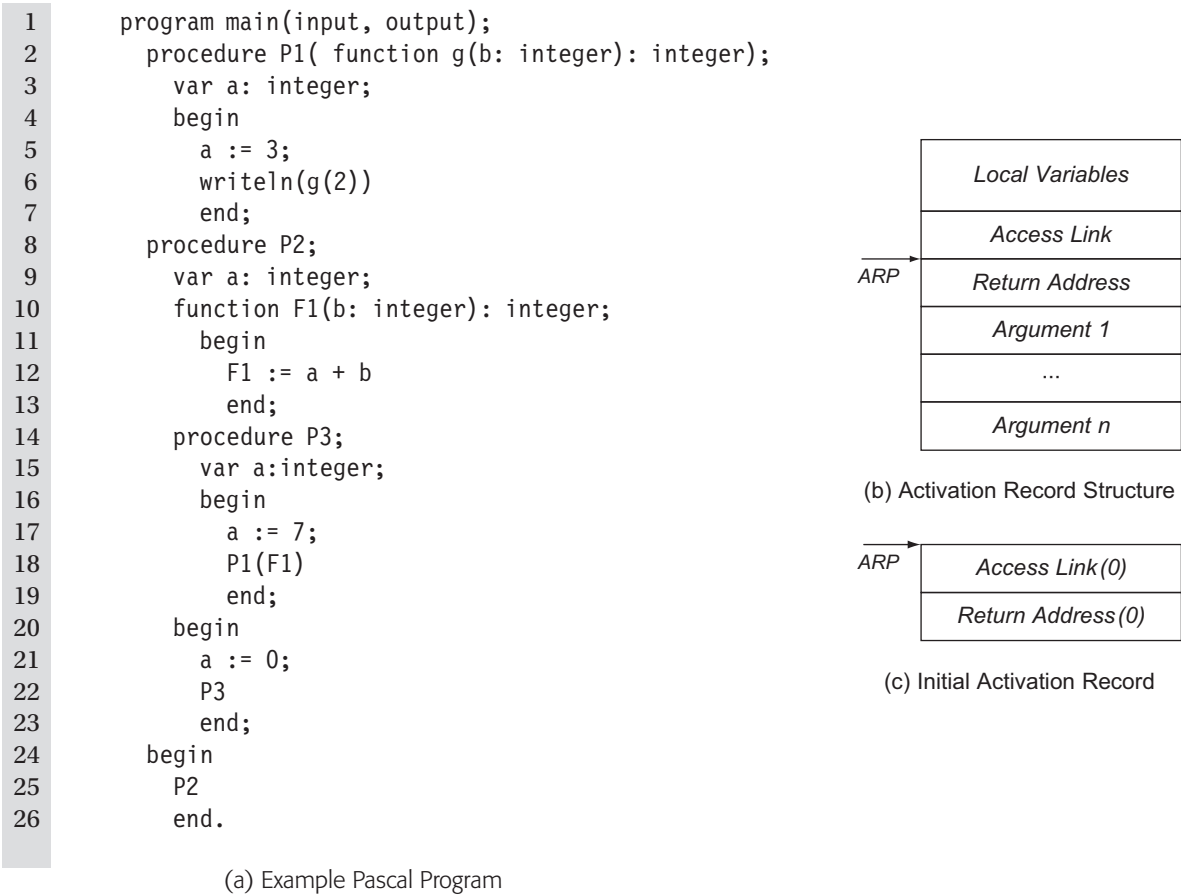 1 program main(input, output);
2 procedure P1( function g(b: integer): integer);
3 var a: integer;
4 begin
5 a := 3;
6 writeln(g(2))
7 end;
8 procedure P2;
9 var a: integer;
10 function F1(b: integer): integer;
11 begin
12 F1 := a + b
13 end;
14 procedure P3;
15 var a:integer;
16 begin
17 a := 7;
18 P1(F1)
19 end;
20 begin
21 a := 0;
22 P3
23 end;
24 begin
25 P2
26 end.
(a) Example Pascal Program
Local Variables
Access Link
ARP
Return Address
Argument 1
...
Argument n
(b) Activation Record Structure
ARP
Access Link(0)
Return Address(0)
(c) Initial Activation Record